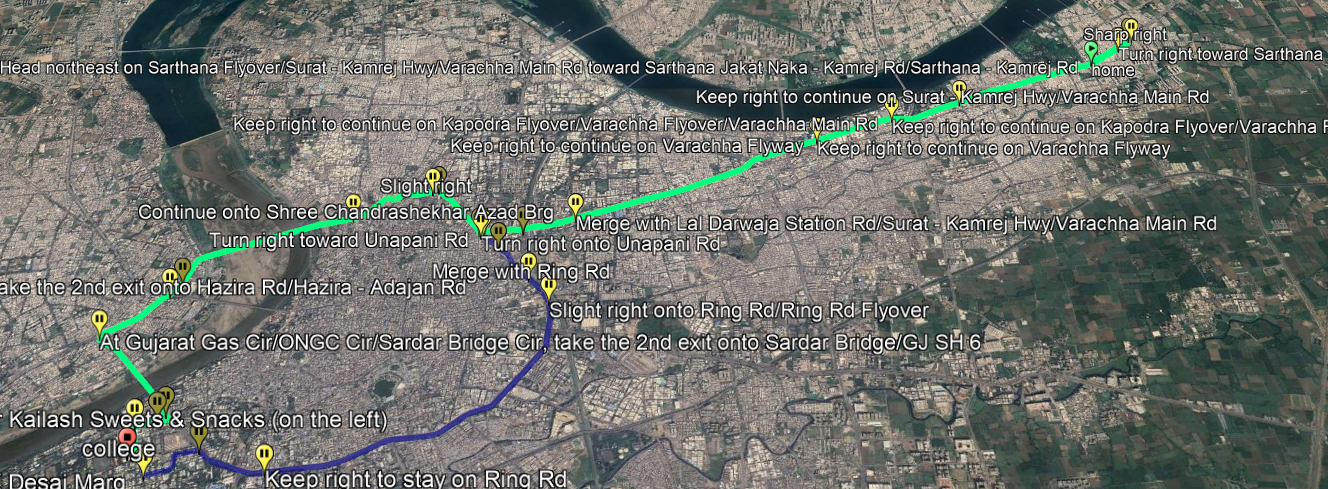 Sharp right
Turn right toward Sarthana
Head northeast on Sarthana Flyover/Surat - Kamrej Hwy/Varachha Main Rd toward Sarthana Jakat Naka - Kamrej Rd/Sarthana - Kamrej Rd
home
Keep right to continue on Surat - Kamrej Hwy/Varachha Main Rd
Keep right to continue on Kapodra Flyover/Varachha Flyover/Varachha Main Rd
Keep right to continue on Kapodra Flyover/Varachha F
Keep right to continue on Varachha Flyway
Keep right to continue on Varachha Flyway
Slight right
Continue onto Shree Chandrashekhar Azad Brg
Merge with Lal Darwaja Station Rd/Surat - Kamrej Hwy/Varachha Main Rd
Turn right toward Unapani Rd
Turn right onto Unapani Rd
Merge with Ring Rd
ake the 2nd exit onto Hazira Rd/Hazira - Adajan Rd
Slight right onto Ring Rd/Ring Rd Flyover
At Gujarat Gas Cir/ONGC Cir/Sardar Bridge Cir, take the 2nd exit onto Sardar Bridge/GJ SH 6
r Kailash Sweets & Snacks (on the left)
college
Desai Marg
Keep right to stay on Ring Rd